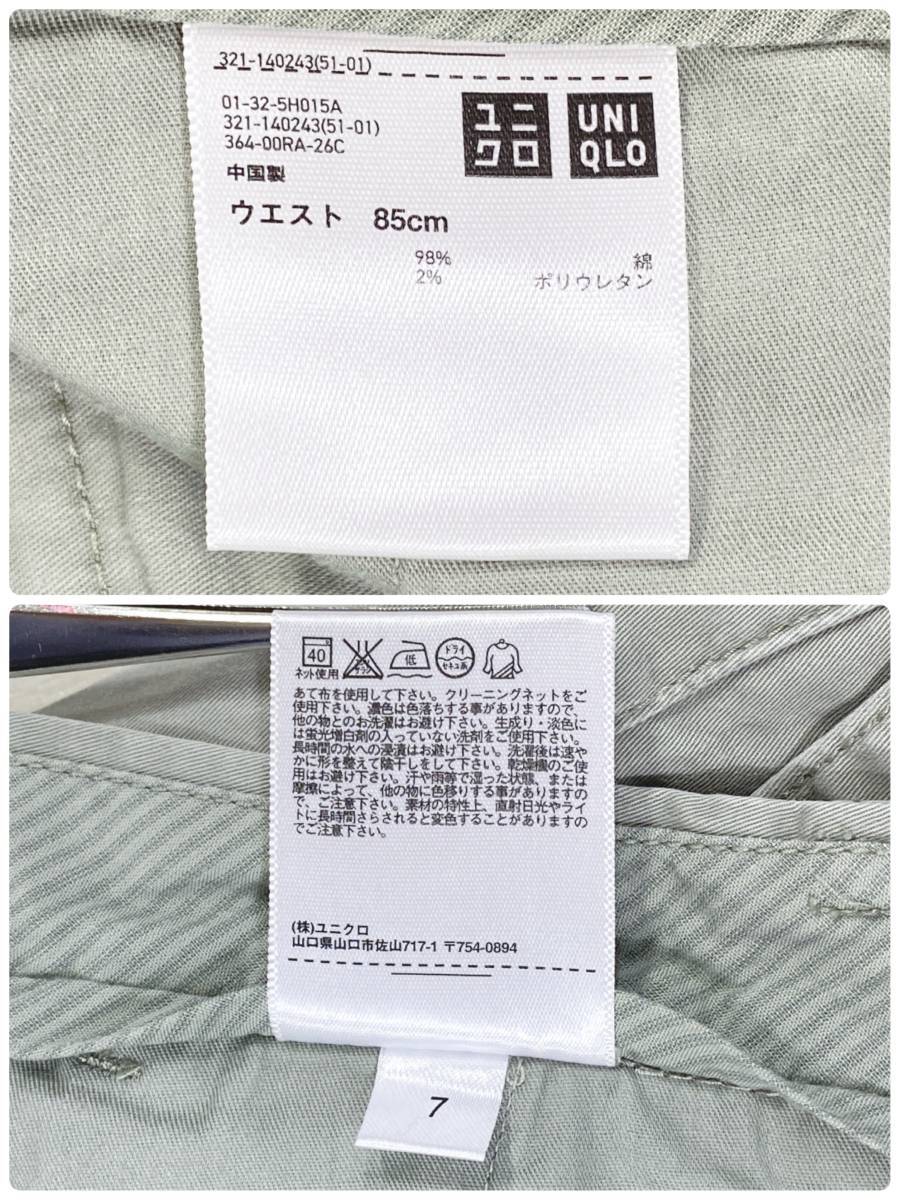 321-140243(51-01)
01-32-5H015A
321-140243(51-01)
364-00RA-26C
中国製
ユニクロ
UNIQLO
ウエスト 85cm
98% 綿
2% ポリウレタン
40
ネット使用
低
ドライ
セキユ系
あて布を使用して下さい。クリーニングネットをご
使用下さい。濃色は色落ちする事がありますので、
他の物とのお洗濯はお避け下さい。生成り・淡色に
は蛍光増白剤の入っていない洗剤をご使用下さい。
長時間の水への浸漬はお避け下さい。洗濯後は速や
かに形を整えて陰干しをして下さい。乾燥機のご使
用はお避け下さい。汗や雨等で湿った状態、または
摩擦によって、他の物に色移りする事がありますの
で、ご注意下さい。素材の特性上、直射日光やライ
トに長時間さらされると変色することがありますの
でご注意下さい。
(株)ユニクロ
山口県山口市佐山717-1 〒754-0894
7